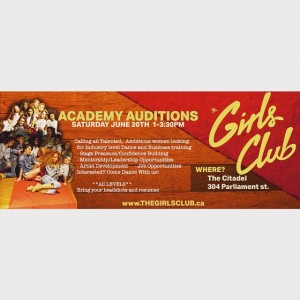 ACADEMY AUDITIONS
SATURDAY JUNE 20TH 1-3:30PM
Calling all Talented, Ambitious women looking
for Industry level Dance and Business training
- Stage Presence/Confidence Building
- Mentorship/Leadership Opportunities
- Artist Development -Job Opportunities
Interested? Come Dance With us!
**All LEVELS**
Bring your headshots and resumes
the
Girls
Club
WHERE?
The Citadel
304 Parliament st.
www.THEGIRLSCLUB.ca